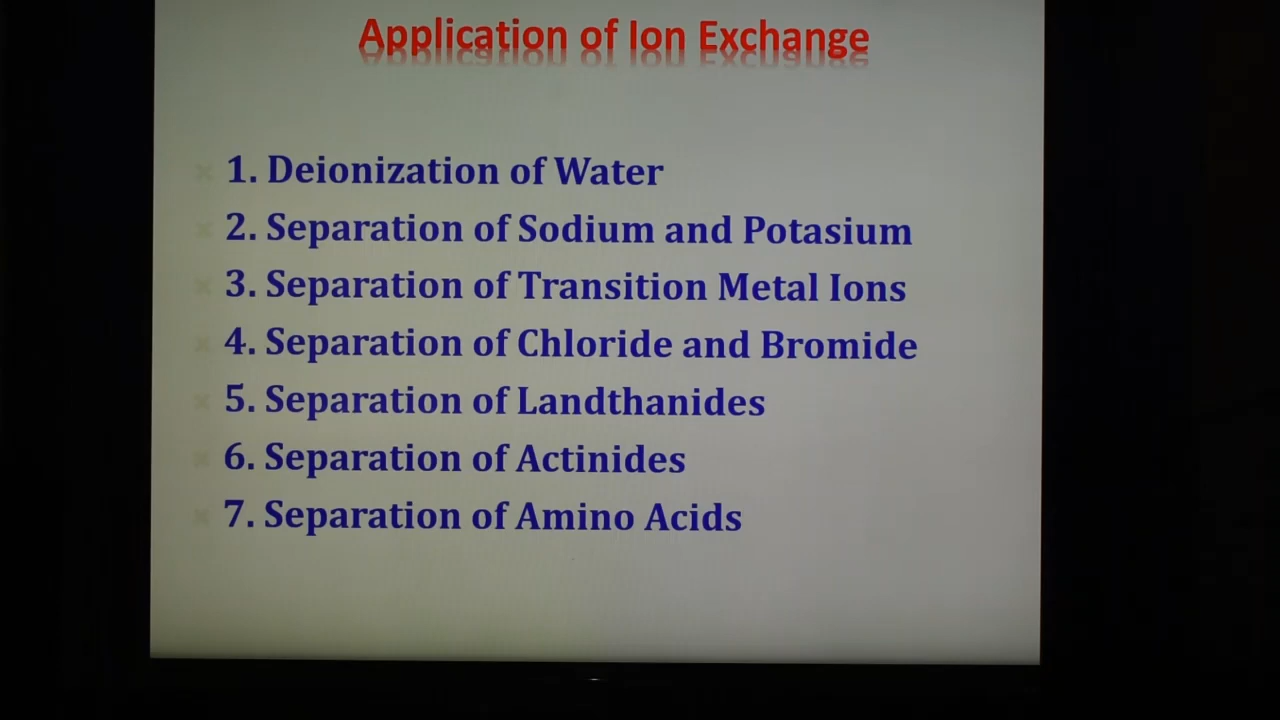 Application of Ion Exchange
1. Deionization of Water
2. Separation of Sodium and Potasium
3. Separation of Transition Metal Ions
4. Separation of Chloride and Bromide
5. Separation of Landthanides
6. Separation of Actinides
7. Separation of Amino Acids